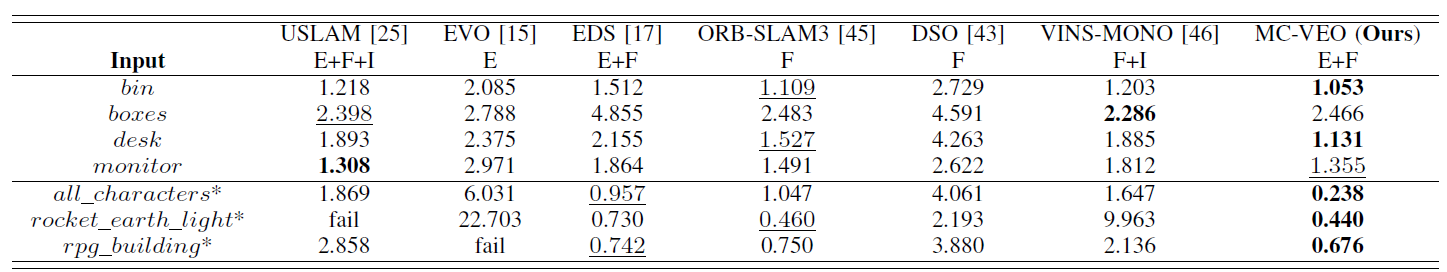 USLAM [25] EVO [15] EDS [17] ORB-SLAM3 [45] DSO [43] VINS-MONO [46] MC-VEO (Ours)
Input E+F+I E E+F F F F+I E+F
bin 1.218 2.085 1.512 1.109 2.729 1.203 1.053
boxes 2.398 2.788 4.855 2.483 4.591 2.286 2.466
desk 1.893 2.375 2.155 1.527 4.263 1.885 1.131
monitor 1.308 2.971 1.864 1.491 2.622 1.812 1.355
all_characters* 1.869 6.031 0.957 1.047 4.061 1.647 0.238
rocket_earth_light* fail 22.703 0.730 0.460 2.193 9.963 0.440
rpg_building* 2.858 fail 0.742 0.750 3.880 2.136 0.676